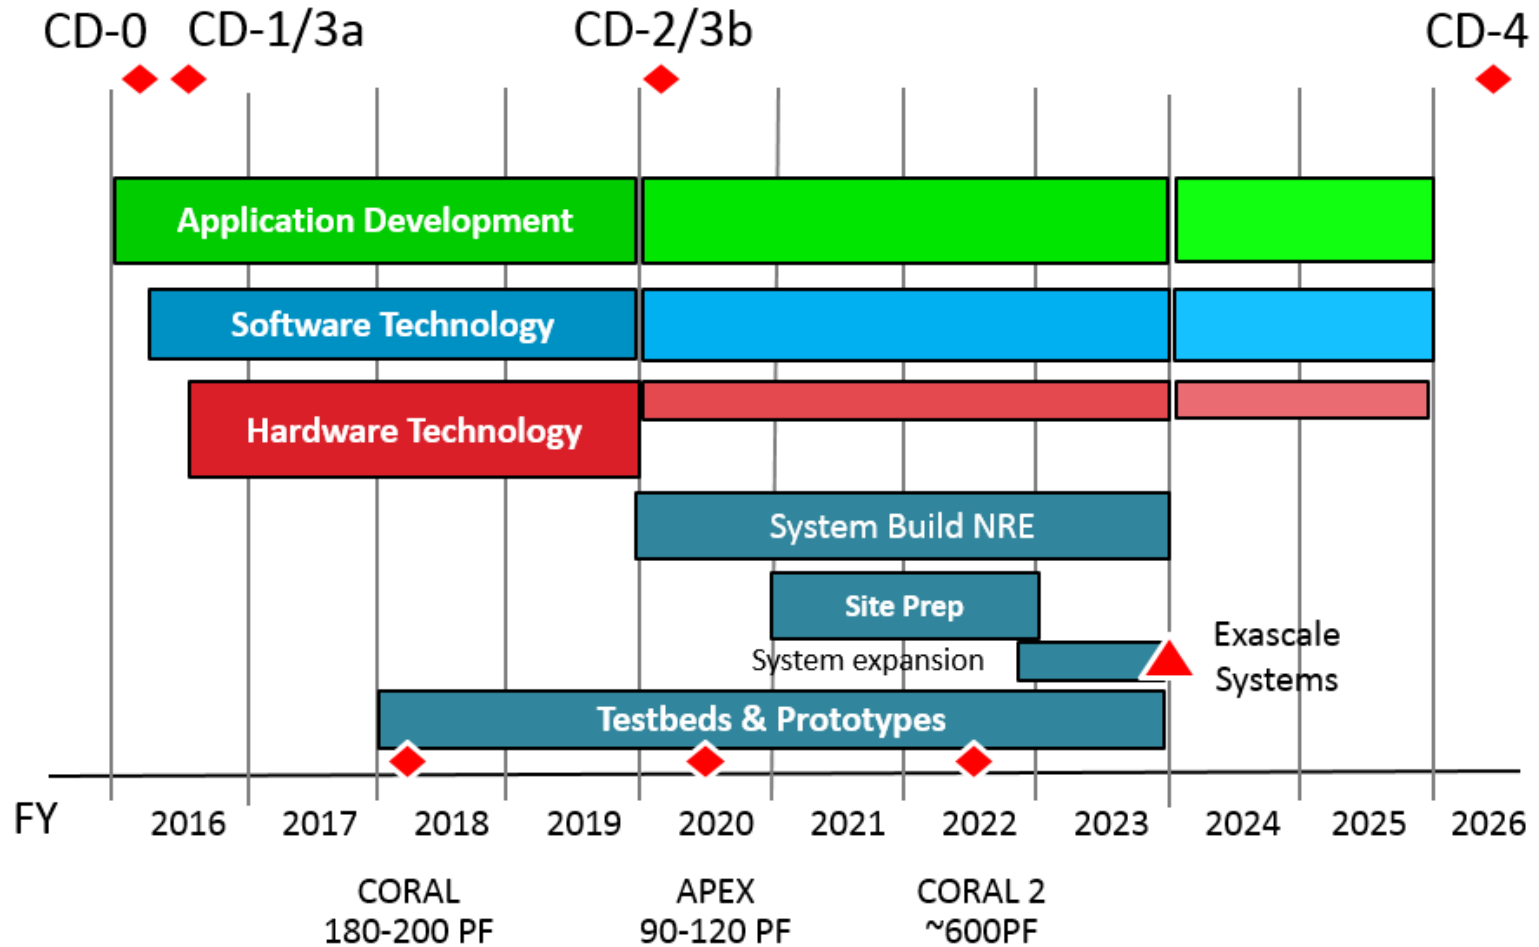 CD-0 CD-1/3a CD-2/3b CD-4
Application Development
Software Technology
Hardware Technology
System Build NRE
Site Prep
System expansion
Exascale
Systems
Testbeds & Prototypes
FY 2016 2017 2018 2019 2020 2021 2022 2023 2024 2025 2026
CORAL
180-200 PF
APEX
90-120 PF
CORAL 2
~600PF